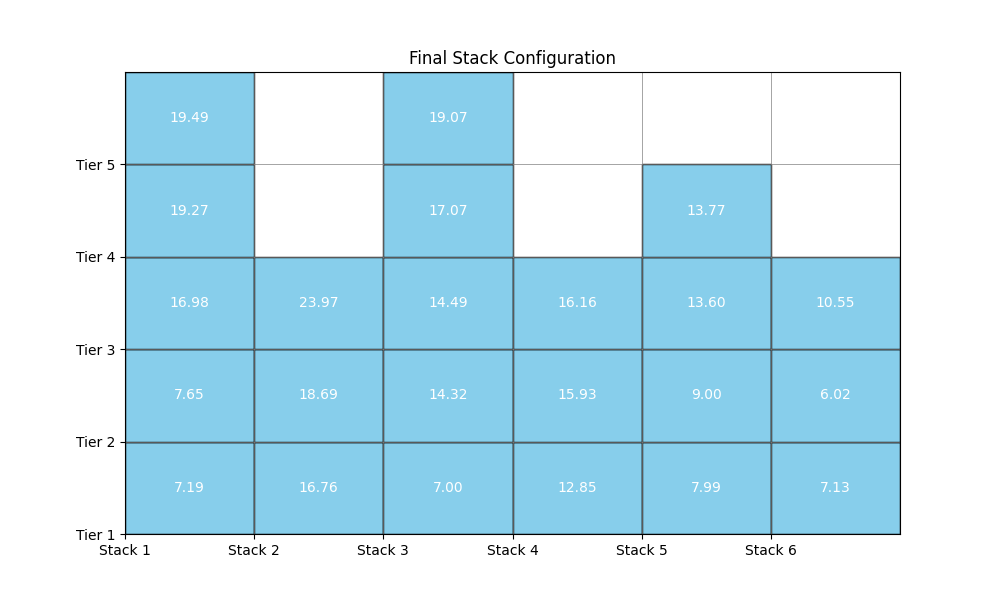 Final Stack Configuration
19.49 19.07
Tier 5
19.27 17.07 13.77
Tier 4
16.98 23.97 14.49 16.16 13.60 10.55
Tier 3
7.65 18.69 14.32 15.93 9.00 6.02
Tier 2
7.19 16.76 7.00 12.85 7.99 7.13
Tier 1
Stack 1 Stack 2 Stack 3 Stack 4 Stack 5 Stack 6